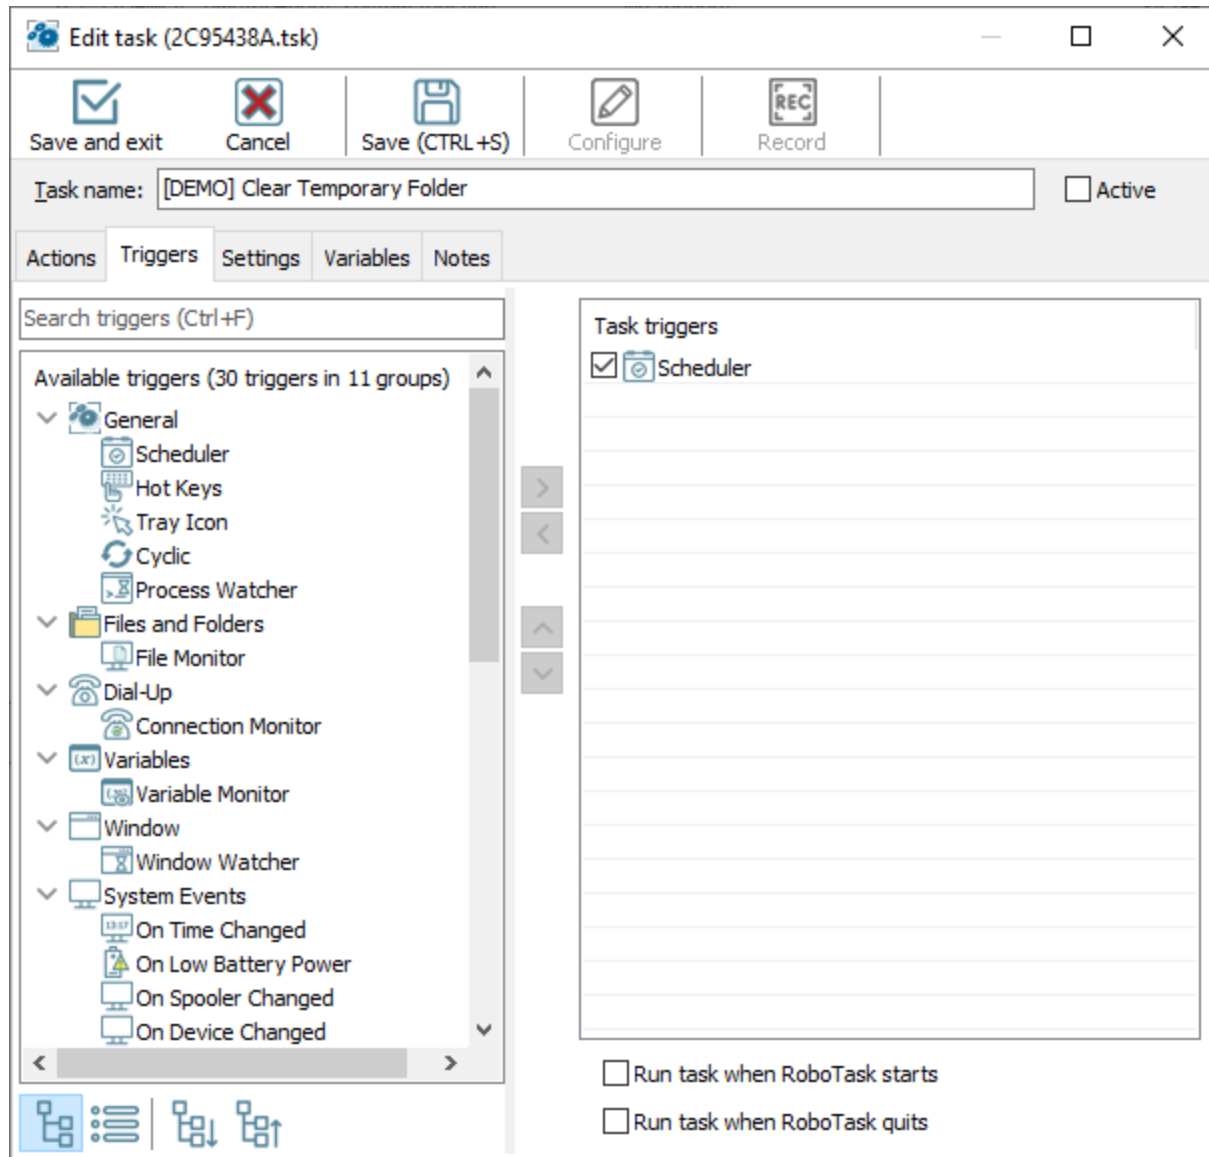 Edit task (2C95438A.tsk)
Save and exit
Cancel
Save (CTRL+S)
Configure
REC
Record
Task name:
[DEMO] Clear Temporary Folder
Active
Actions
Triggers
Settings
Variables
Notes
Search triggers (Ctrl+F)
Available triggers (30 triggers in 11 groups)
General
Scheduler
Hot Keys
Tray Icon
Cyclic
Process Watcher
Files and Folders
File Monitor
Dial-Up
Connection Monitor
(x) Variables
Variable Monitor
Window
Window Watcher
System Events
13:17 On Time Changed
On Low Battery Power
On Spooler Changed
On Device Changed
Task triggers
Scheduler
Run task when RoboTask starts
Run task when RoboTask quits